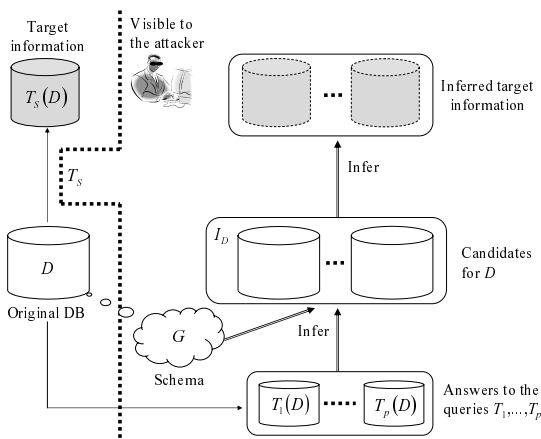 Target
information
T_S(D)
Visible to
the attacker
T_S
Inferred target
information
Infer
D
Original DB
I_D
Candidates
for D
G
Schema
Infer
T_1(D)
T_p(D)
Answers to the
queries T_1,...,T_p